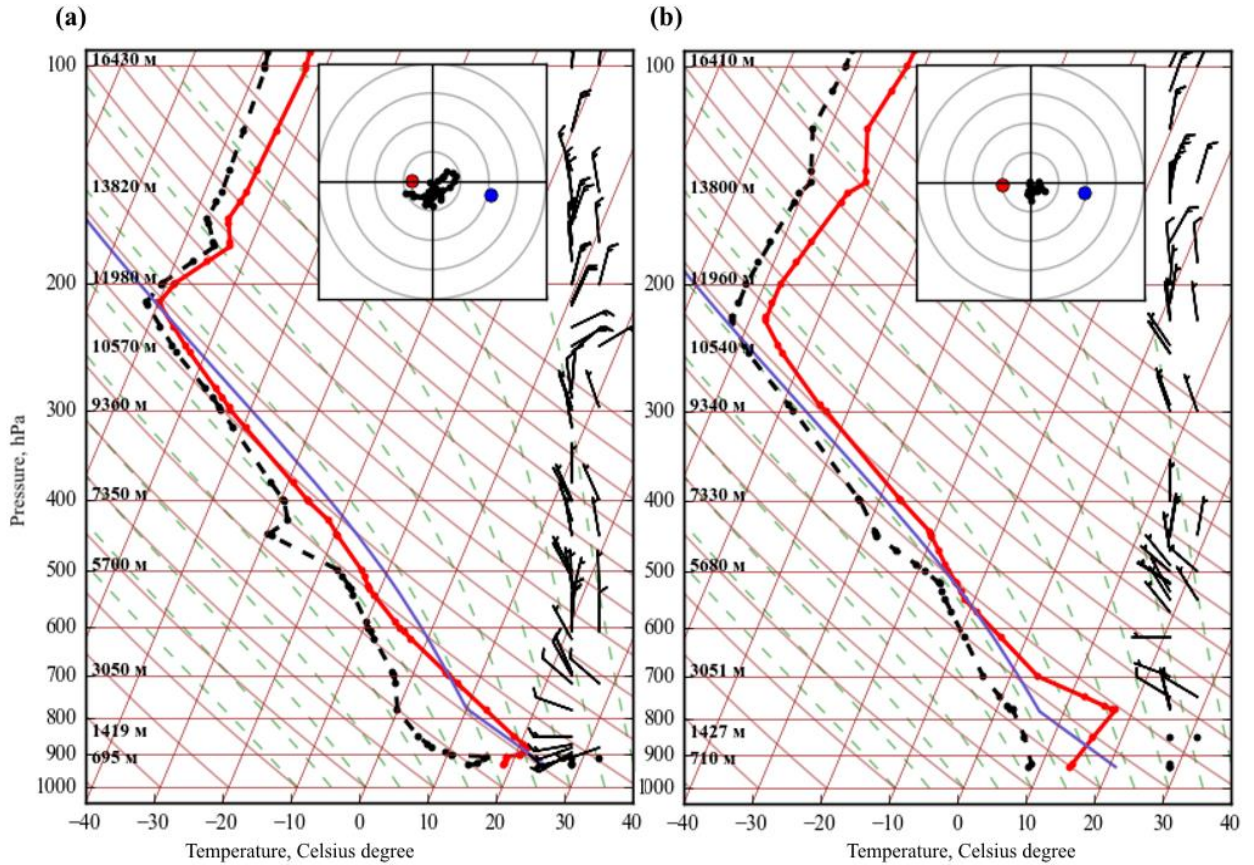 (a)
(b)
Pressure, hPa
100
200
300
400
500
600
700
800
900
1000
16430 м
13820 м
11980 м
10570 м
9360 м
7350 м
5700 м
3050 м
1419 м
695 м
−40 −30 −20 −10 0 10 20 30 40
Temperature, Celsius degree
100
200
300
400
500
600
700
800
900
1000
16410 м
13800 м
11960 м
10540 м
9340 м
7330 м
5680 м
3051 м
1427 м
710 м
−40 −30 −20 −10 0 10 20 30 40
Temperature, Celsius degree